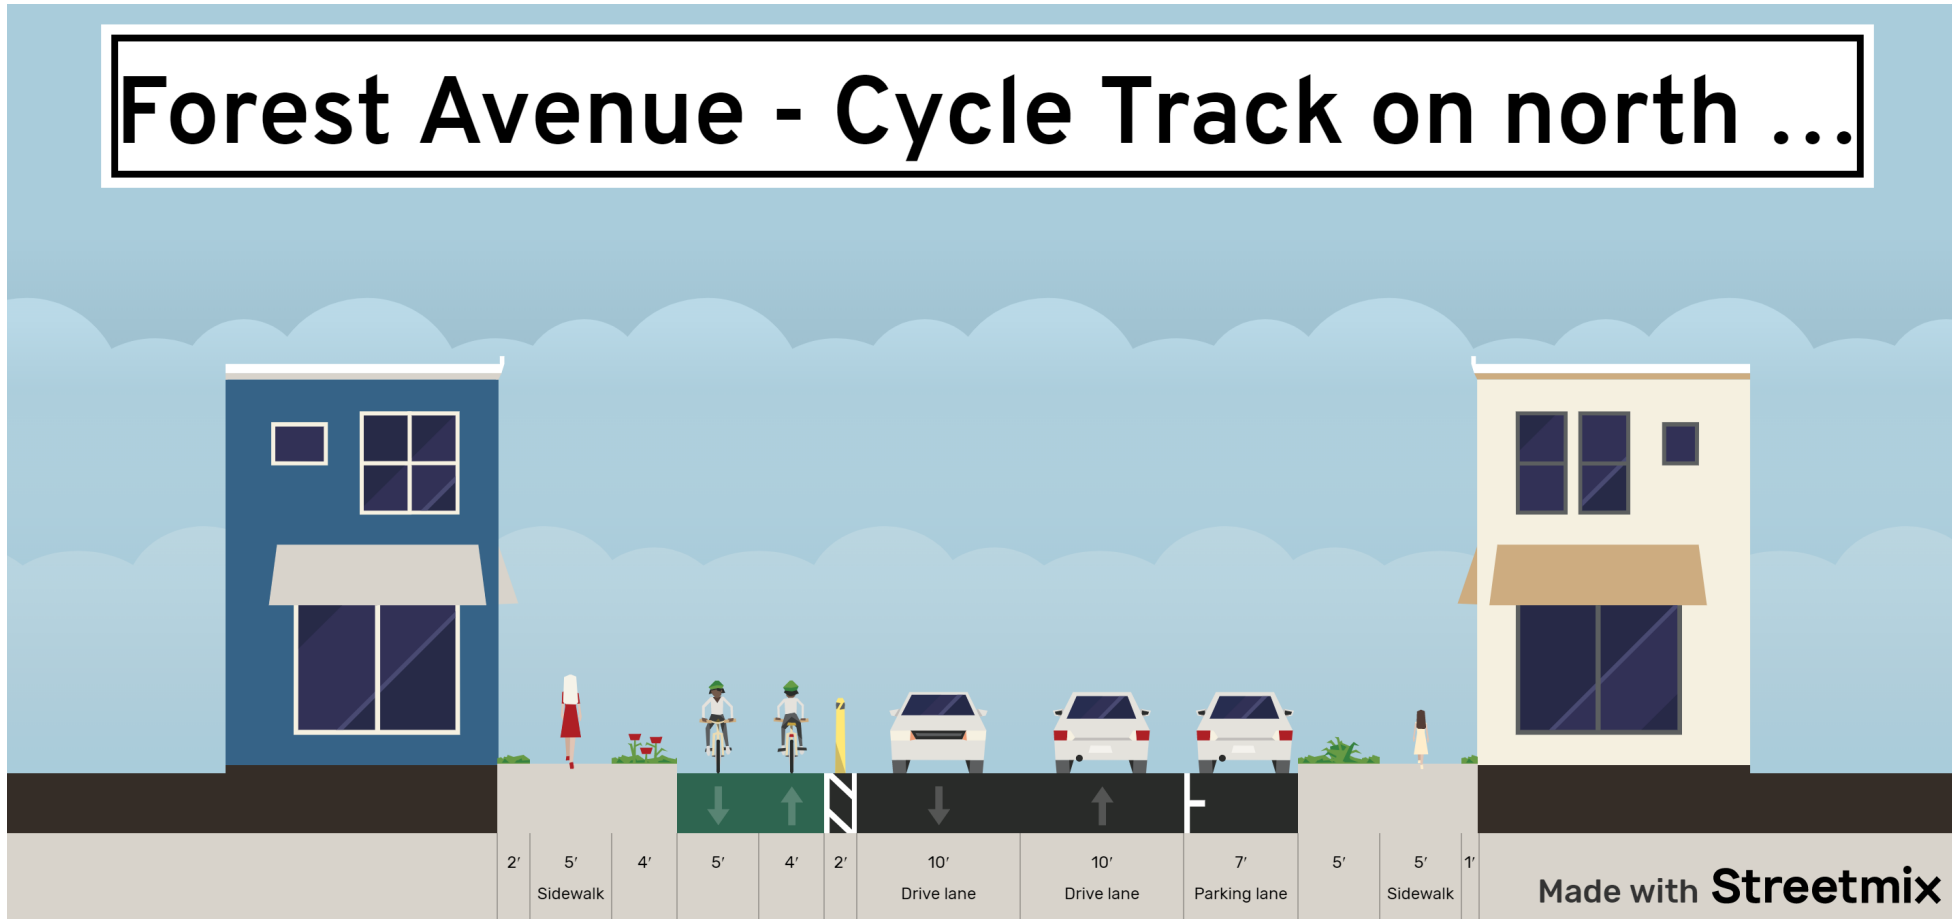 Forest Avenue - Cycle Track on north ...
2′ 5′ 4′ 5′ 4′ 2′ 10′ 10′ 7′ 5′ 5′ 1′
Sidewalk Drive lane Drive lane Parking lane Sidewalk
Made with Streetmix